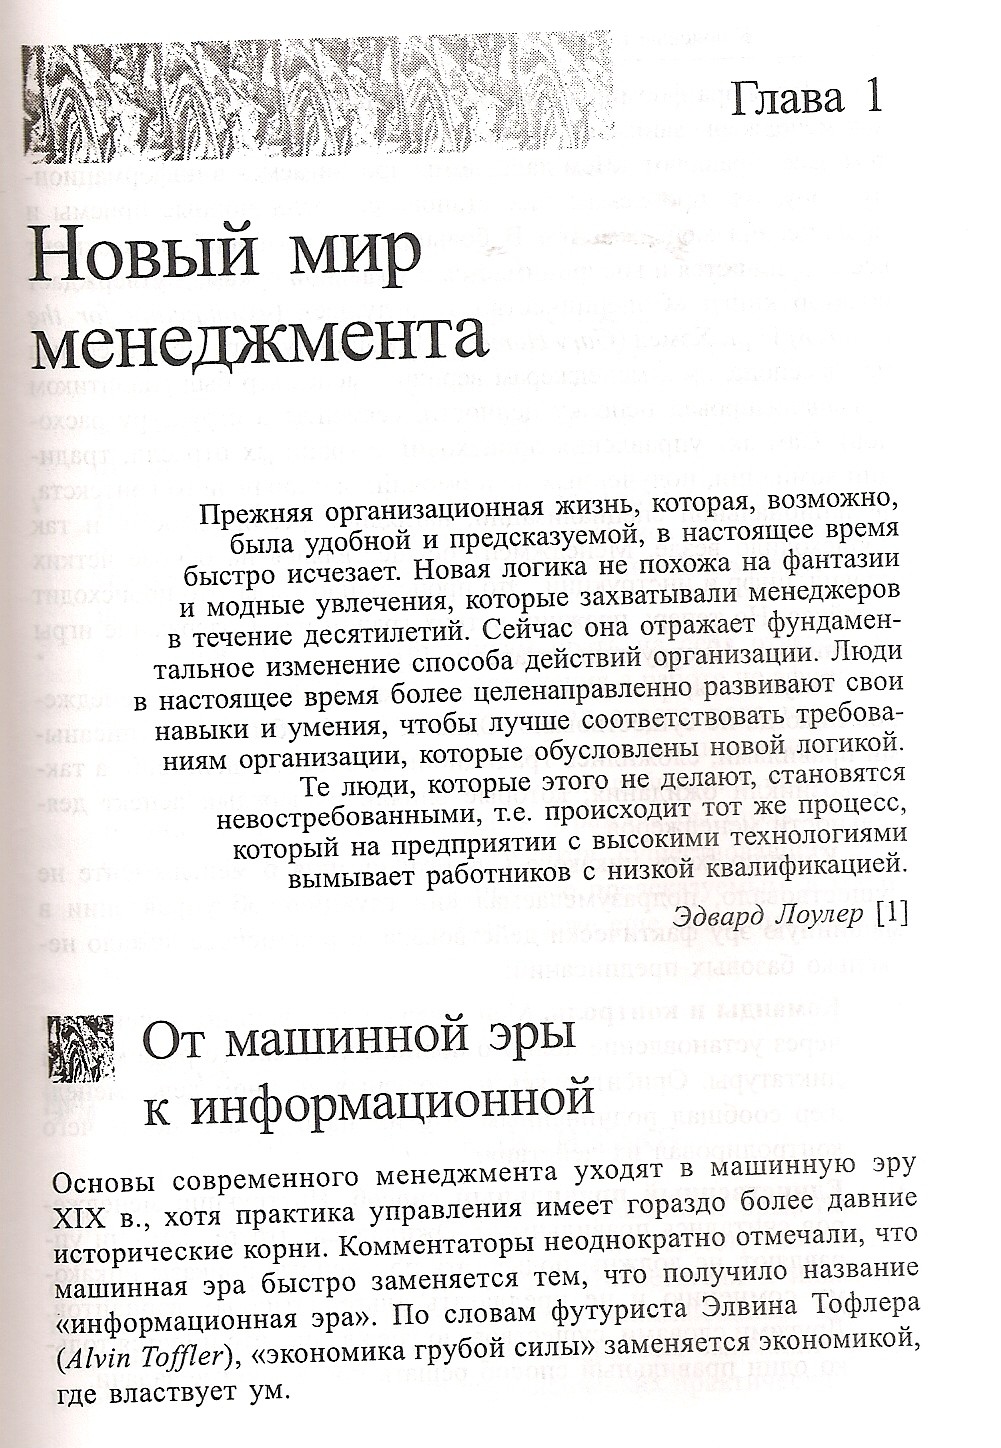 Глава 1
Новый мир
менеджмента
Прежняя организационная жизнь, которая, возможно,
была удобной и предсказуемой, в настоящее время
быстро исчезает. Новая логика не похожа на фантазии
и модные увлечения, которые захватывали менеджеров
в течение десятилетий. Сейчас она отражает фундамен-
тальное изменение способа действий организации. Люди
в настоящее время более целенаправленно развивают свои
навыки и умения, чтобы лучше соответствовать требова-
ниям организации, которые обусловлены новой логикой.
Те люди, которые этого не делают, становятся
невостребованными, т.е. происходит тот же процесс,
который на предприятии с высокими технологиями
вымывает работников с низкой квалификацией.
Эдвард Лоулер [1]
От машинной эры
к информационной
Основы современного менеджмента уходят в машинную эру
XIX в., хотя практика управления имеет гораздо более давние
исторические корни. Комментаторы неоднократно отмечали, что
машинная эра быстро заменяется тем, что получило название
«информационная эра». По словам футуриста Элвина Тофлера
(Alvin Toffler), «экономика грубой силы» заменяется экономикой,
где властвует ум.